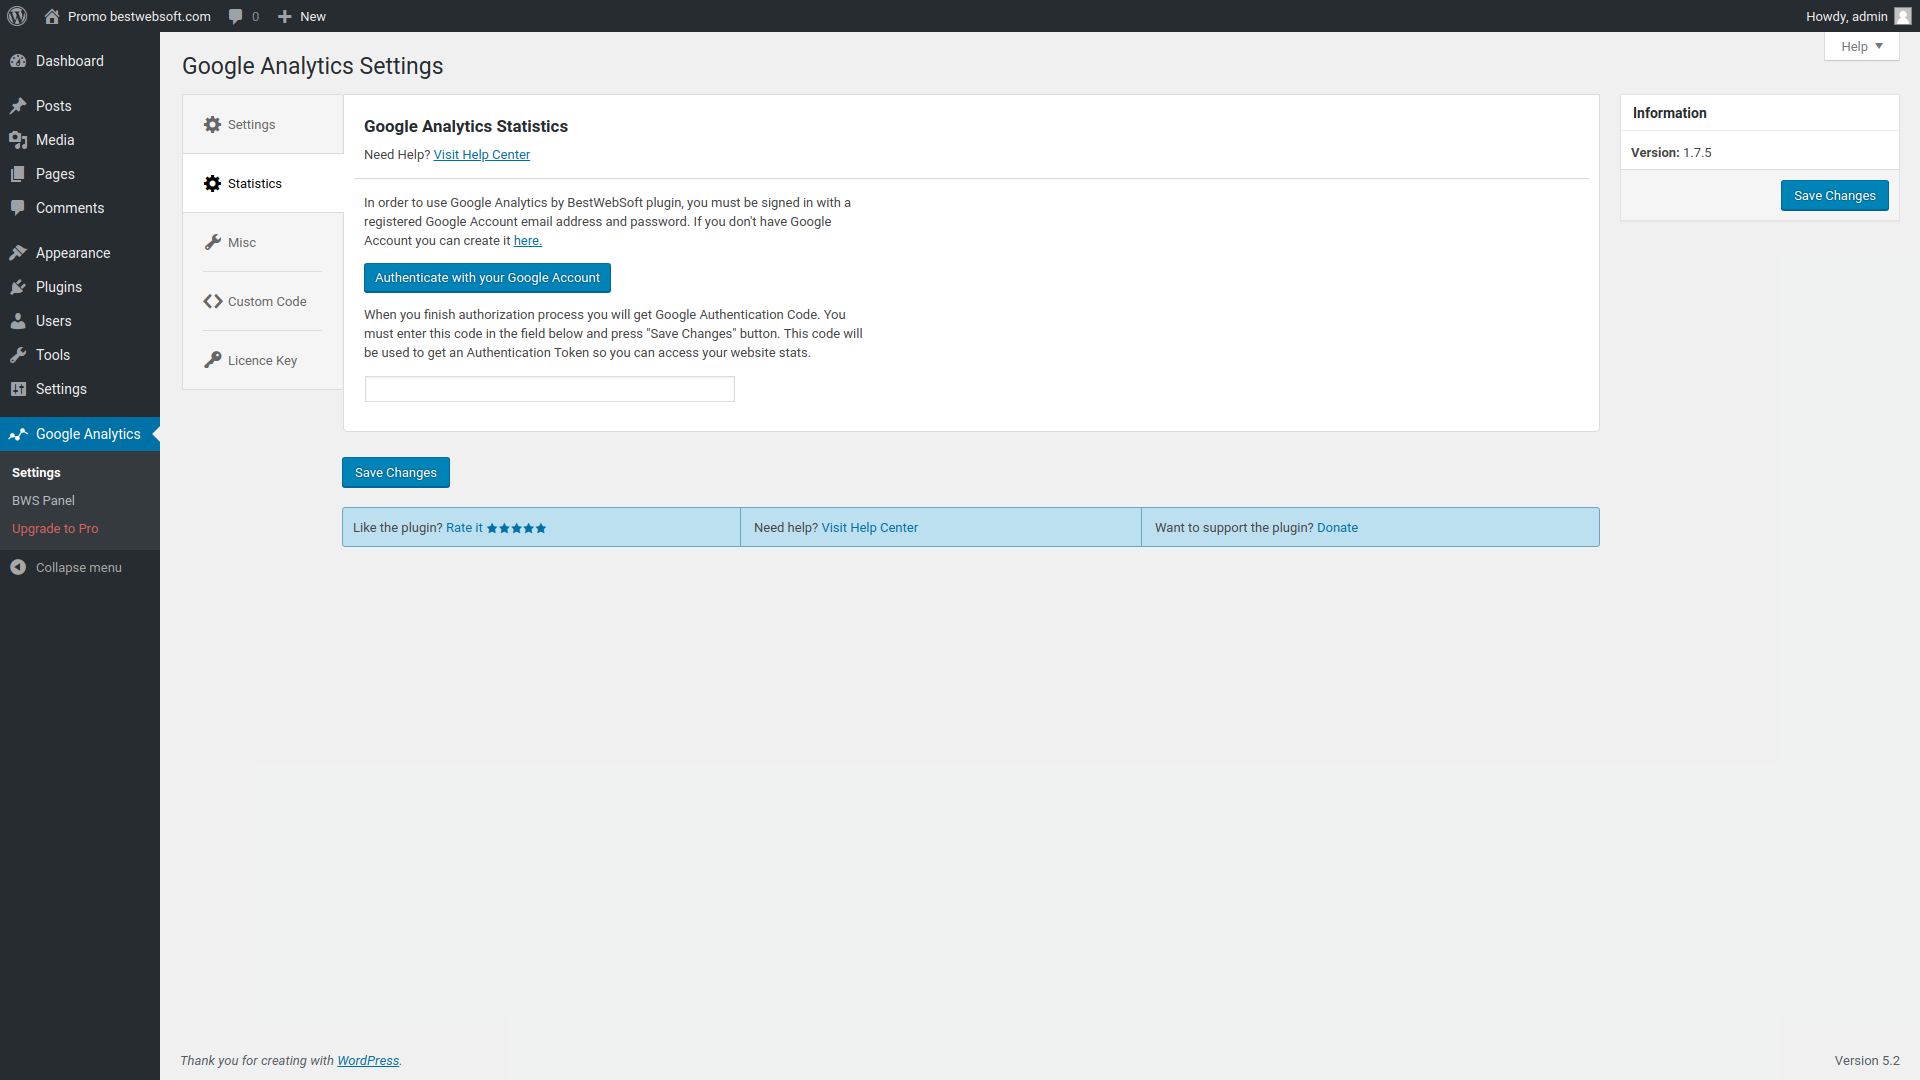 Promo bestwebsoft.com
0
New
Howdy, admin
Help
Dashboard
Posts
Media
Pages
Comments
Appearance
Plugins
Users
Tools
Settings
Google Analytics
Settings
BWS Panel
Upgrade to Pro
Collapse menu
Google Analytics Settings
Settings
Statistics
Misc
Custom Code
Licence Key
Google Analytics Statistics
Need Help? Visit Help Center
In order to use Google Analytics by BestWebSoft plugin, you must be signed in with a
registered Google Account email address and password. If you don't have Google
Account you can create it here.
Authenticate with your Google Account
When you finish authorization process you will get Google Authentication Code. You
must enter this code in the field below and press "Save Changes" button. This code will
be used to get an Authentication Token so you can access your website stats.
Save Changes
Like the plugin? Rate it
Need help? Visit Help Center
Want to support the plugin? Donate
Information
Version: 1.7.5
Save Changes
Thank you for creating with WordPress.
Version 5.2